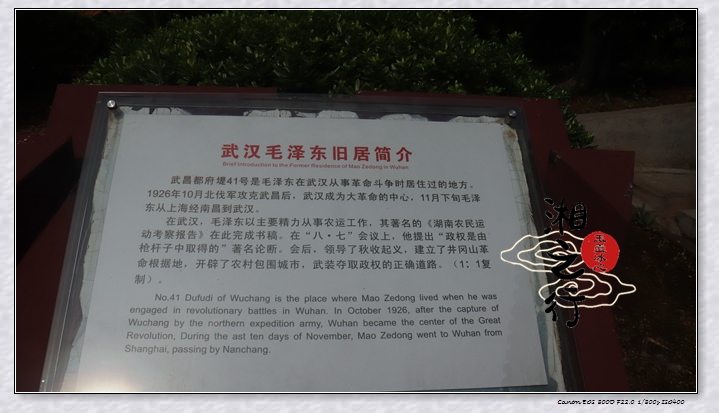 武汉毛泽东旧居简介
Brief Introduction to the Former Residence of Mao Zedong in Wuhan
武昌都府堤41号是毛泽东在武汉从事革命斗争时居住过的地方。
1926年10月北伐军攻克武昌后，武汉成为大革命的中心，11月下旬毛泽
东从上海经南昌到武汉。
在武汉，毛泽东以主要精力从事农运工作，其著名的《湖南农民运
动考察报告》在此完成书稿。在“八·七”会议上，他提出“政权是由
枪杆子中取得的”著名论断。会后，领导了秋收起义，建立了井冈山革
命根据地，开辟了农村包围城市，武装夺取政权的正确道路。（1：1复
制）。
No.41 Dufudi of Wuchang is the place where Mao Zedong lived when he was
engaged in revolutionary battles in Wuhan. In October 1926, after the capture of
Wuchang by the northern expedition army, Wuhan became the center of the Great
Revolution, During the ast ten days of November, Mao Zedong went to Wuhan from
Shanghai, passing by Nanchang.
湘之行
玉壶冰心
Canon EOS 800D F22.0 1/800s ISO400